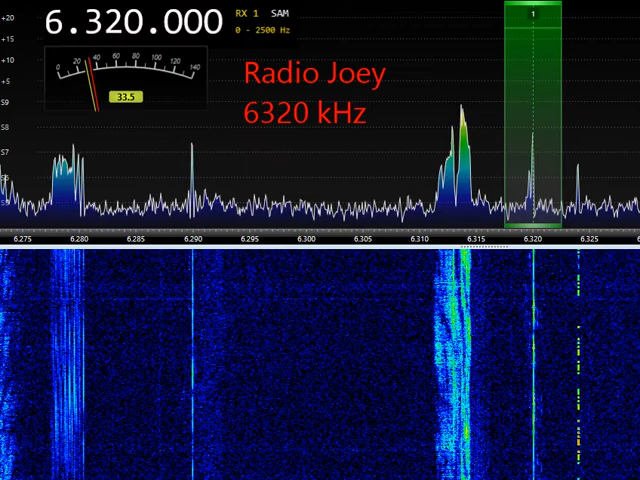 6.320.000
RX 1 SAM
0 - 2500 Hz
+20
+15
+10
+5
S9
S8
S7
S6
0 20 40 60 80 100 120 140
33.5
Radio Joey
6320 kHz
1
6.275 6.280 6.285 6.290 6.295 6.300 6.305 6.310 6.315 6.320 6.325